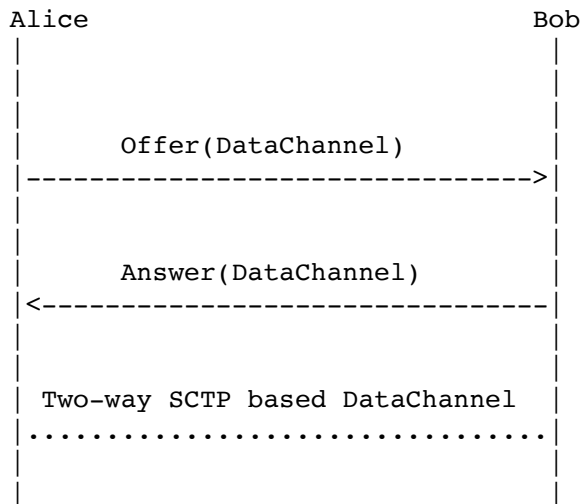 Alice Bob
Offer(DataChannel)
Answer(DataChannel)
Two-way SCTP based DataChannel